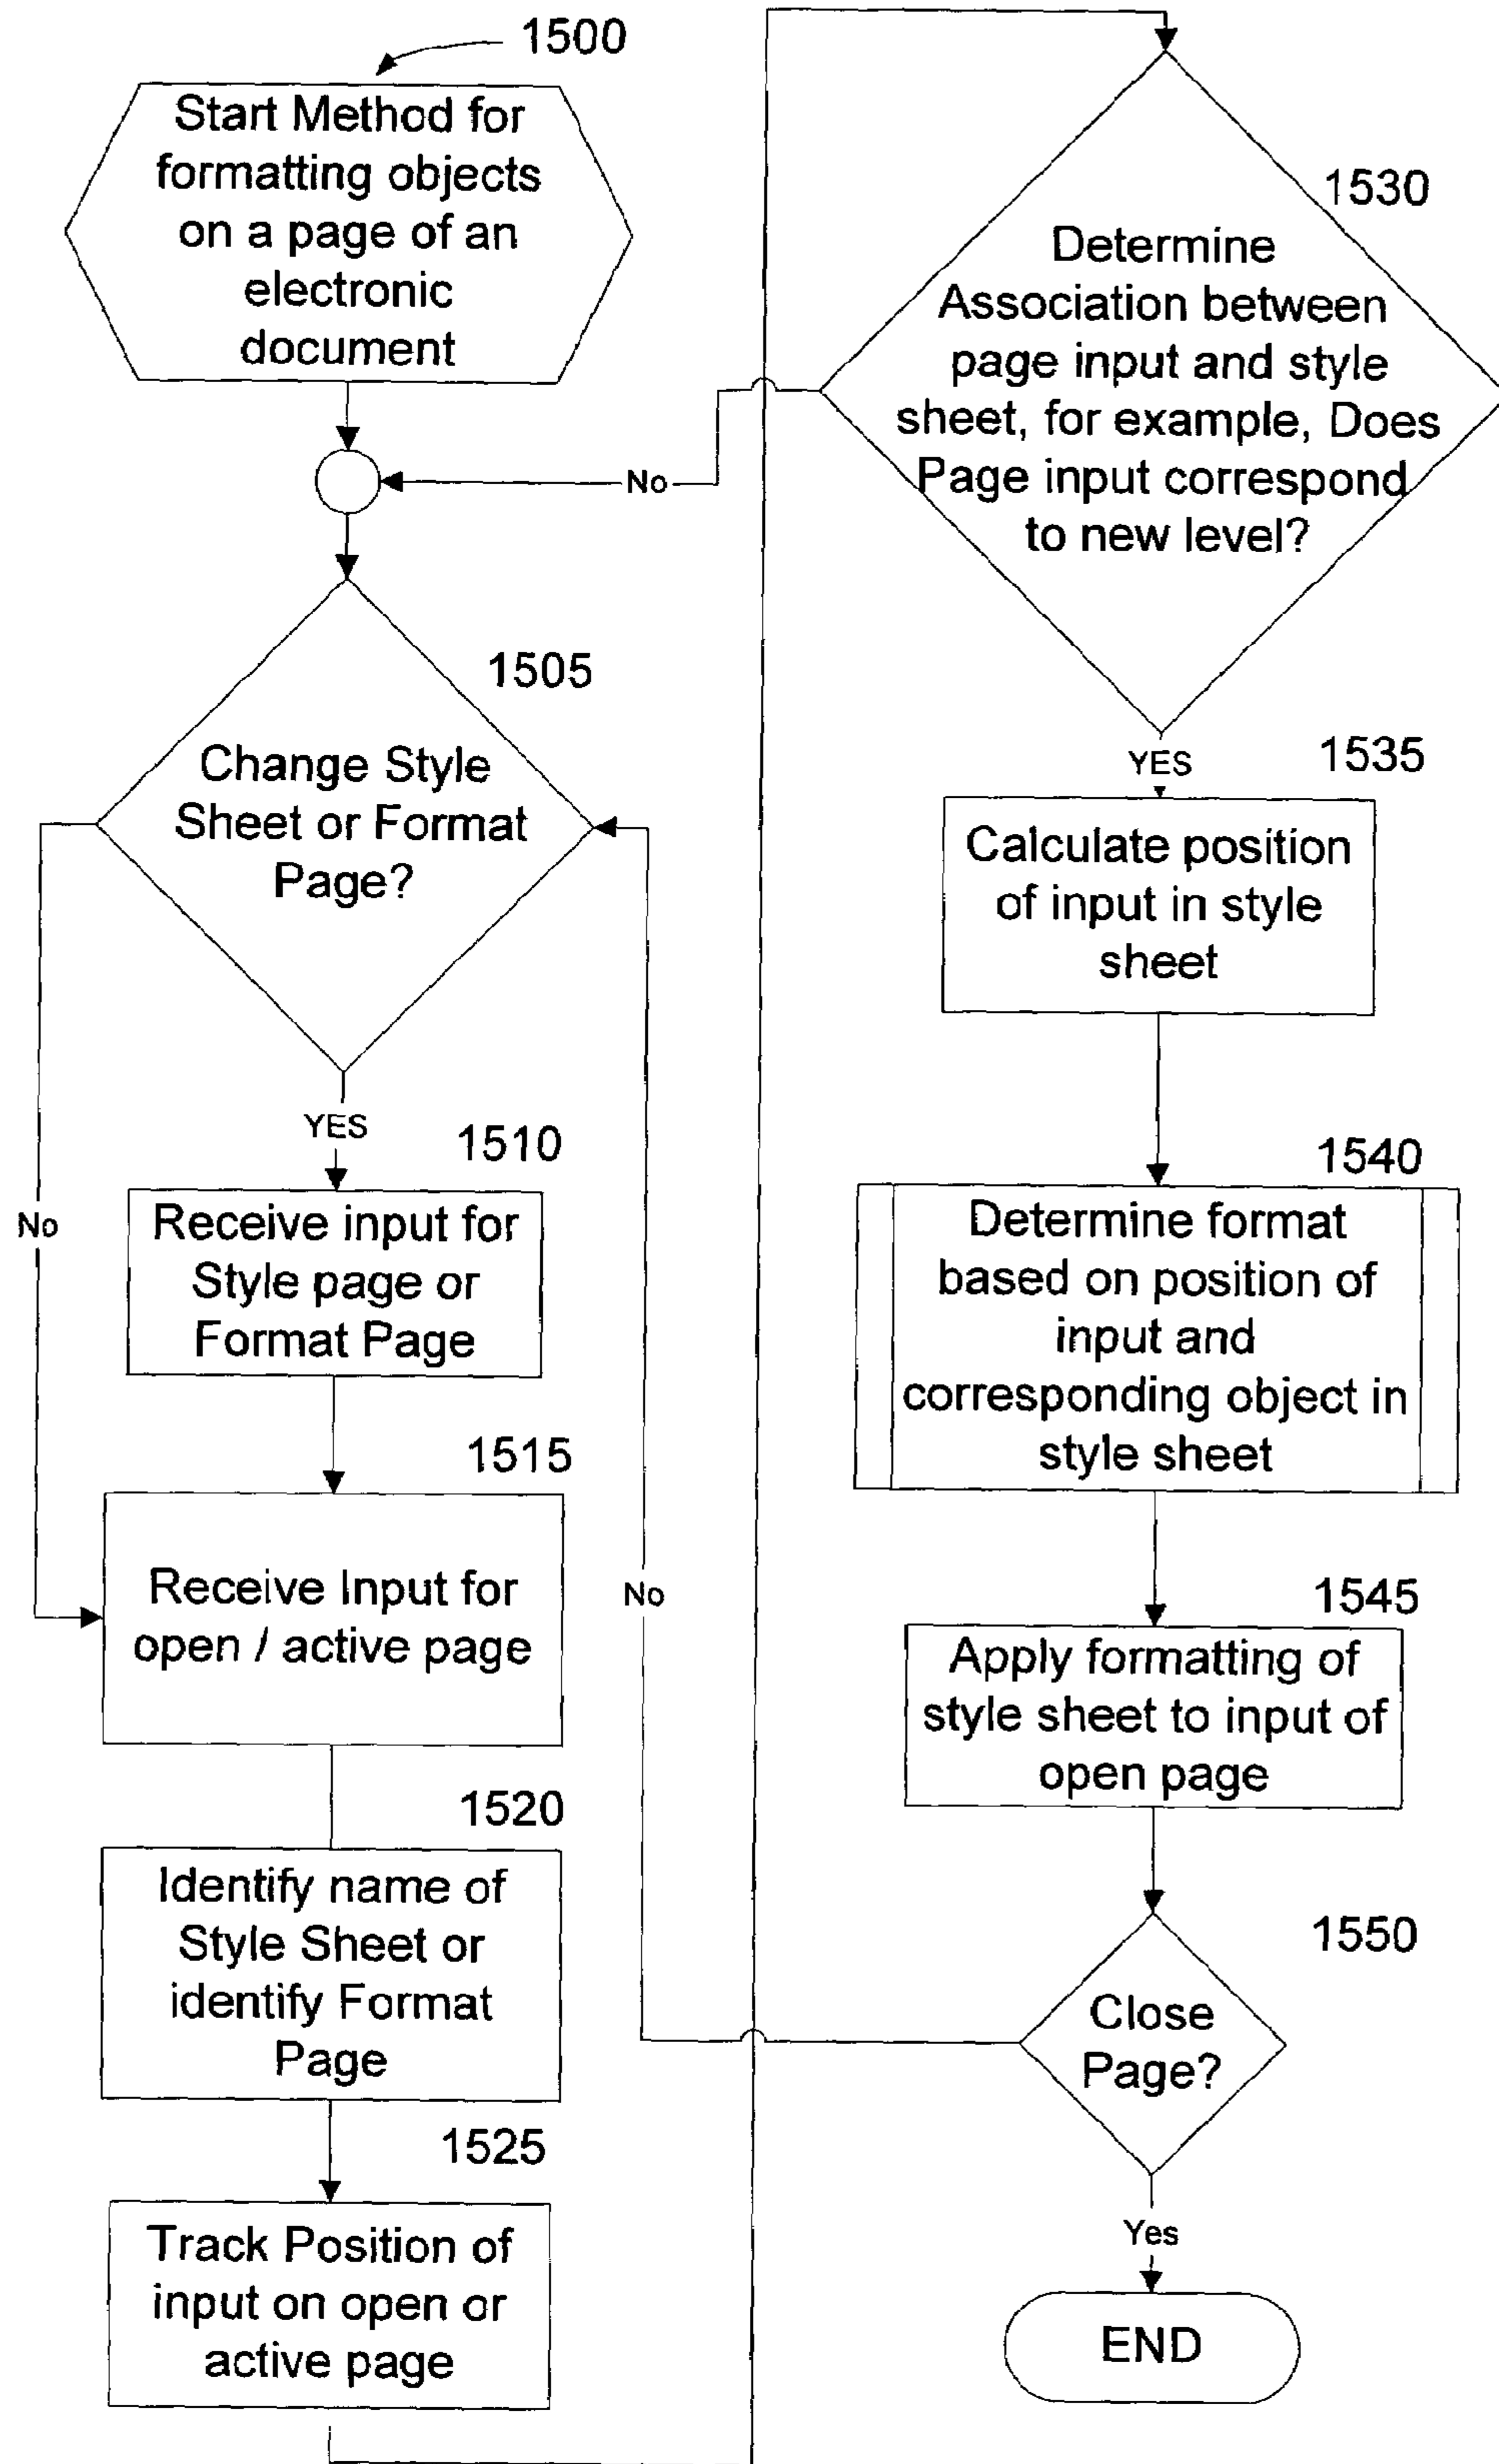 1500
Start Method for
formatting objects
on a page of an
electronic
document
1505
Change Style
Sheet or Format
Page?
No
YES
1510
Receive input for
Style page or
Format Page
1515
Receive Input for
open / active page
1520
Identify name of
Style Sheet or
identify Format
Page
1525
Track Position of
input on open or
active page
1530
Determine
Association between
page input and style
sheet, for example, Does
Page input correspond
to new level?
No
YES
1535
Calculate position
of input in style
sheet
1540
Determine format
based on position of
input and
corresponding object in
style sheet
1545
Apply formatting of
style sheet to input of
open page
1550
Close
Page?
No
Yes
END